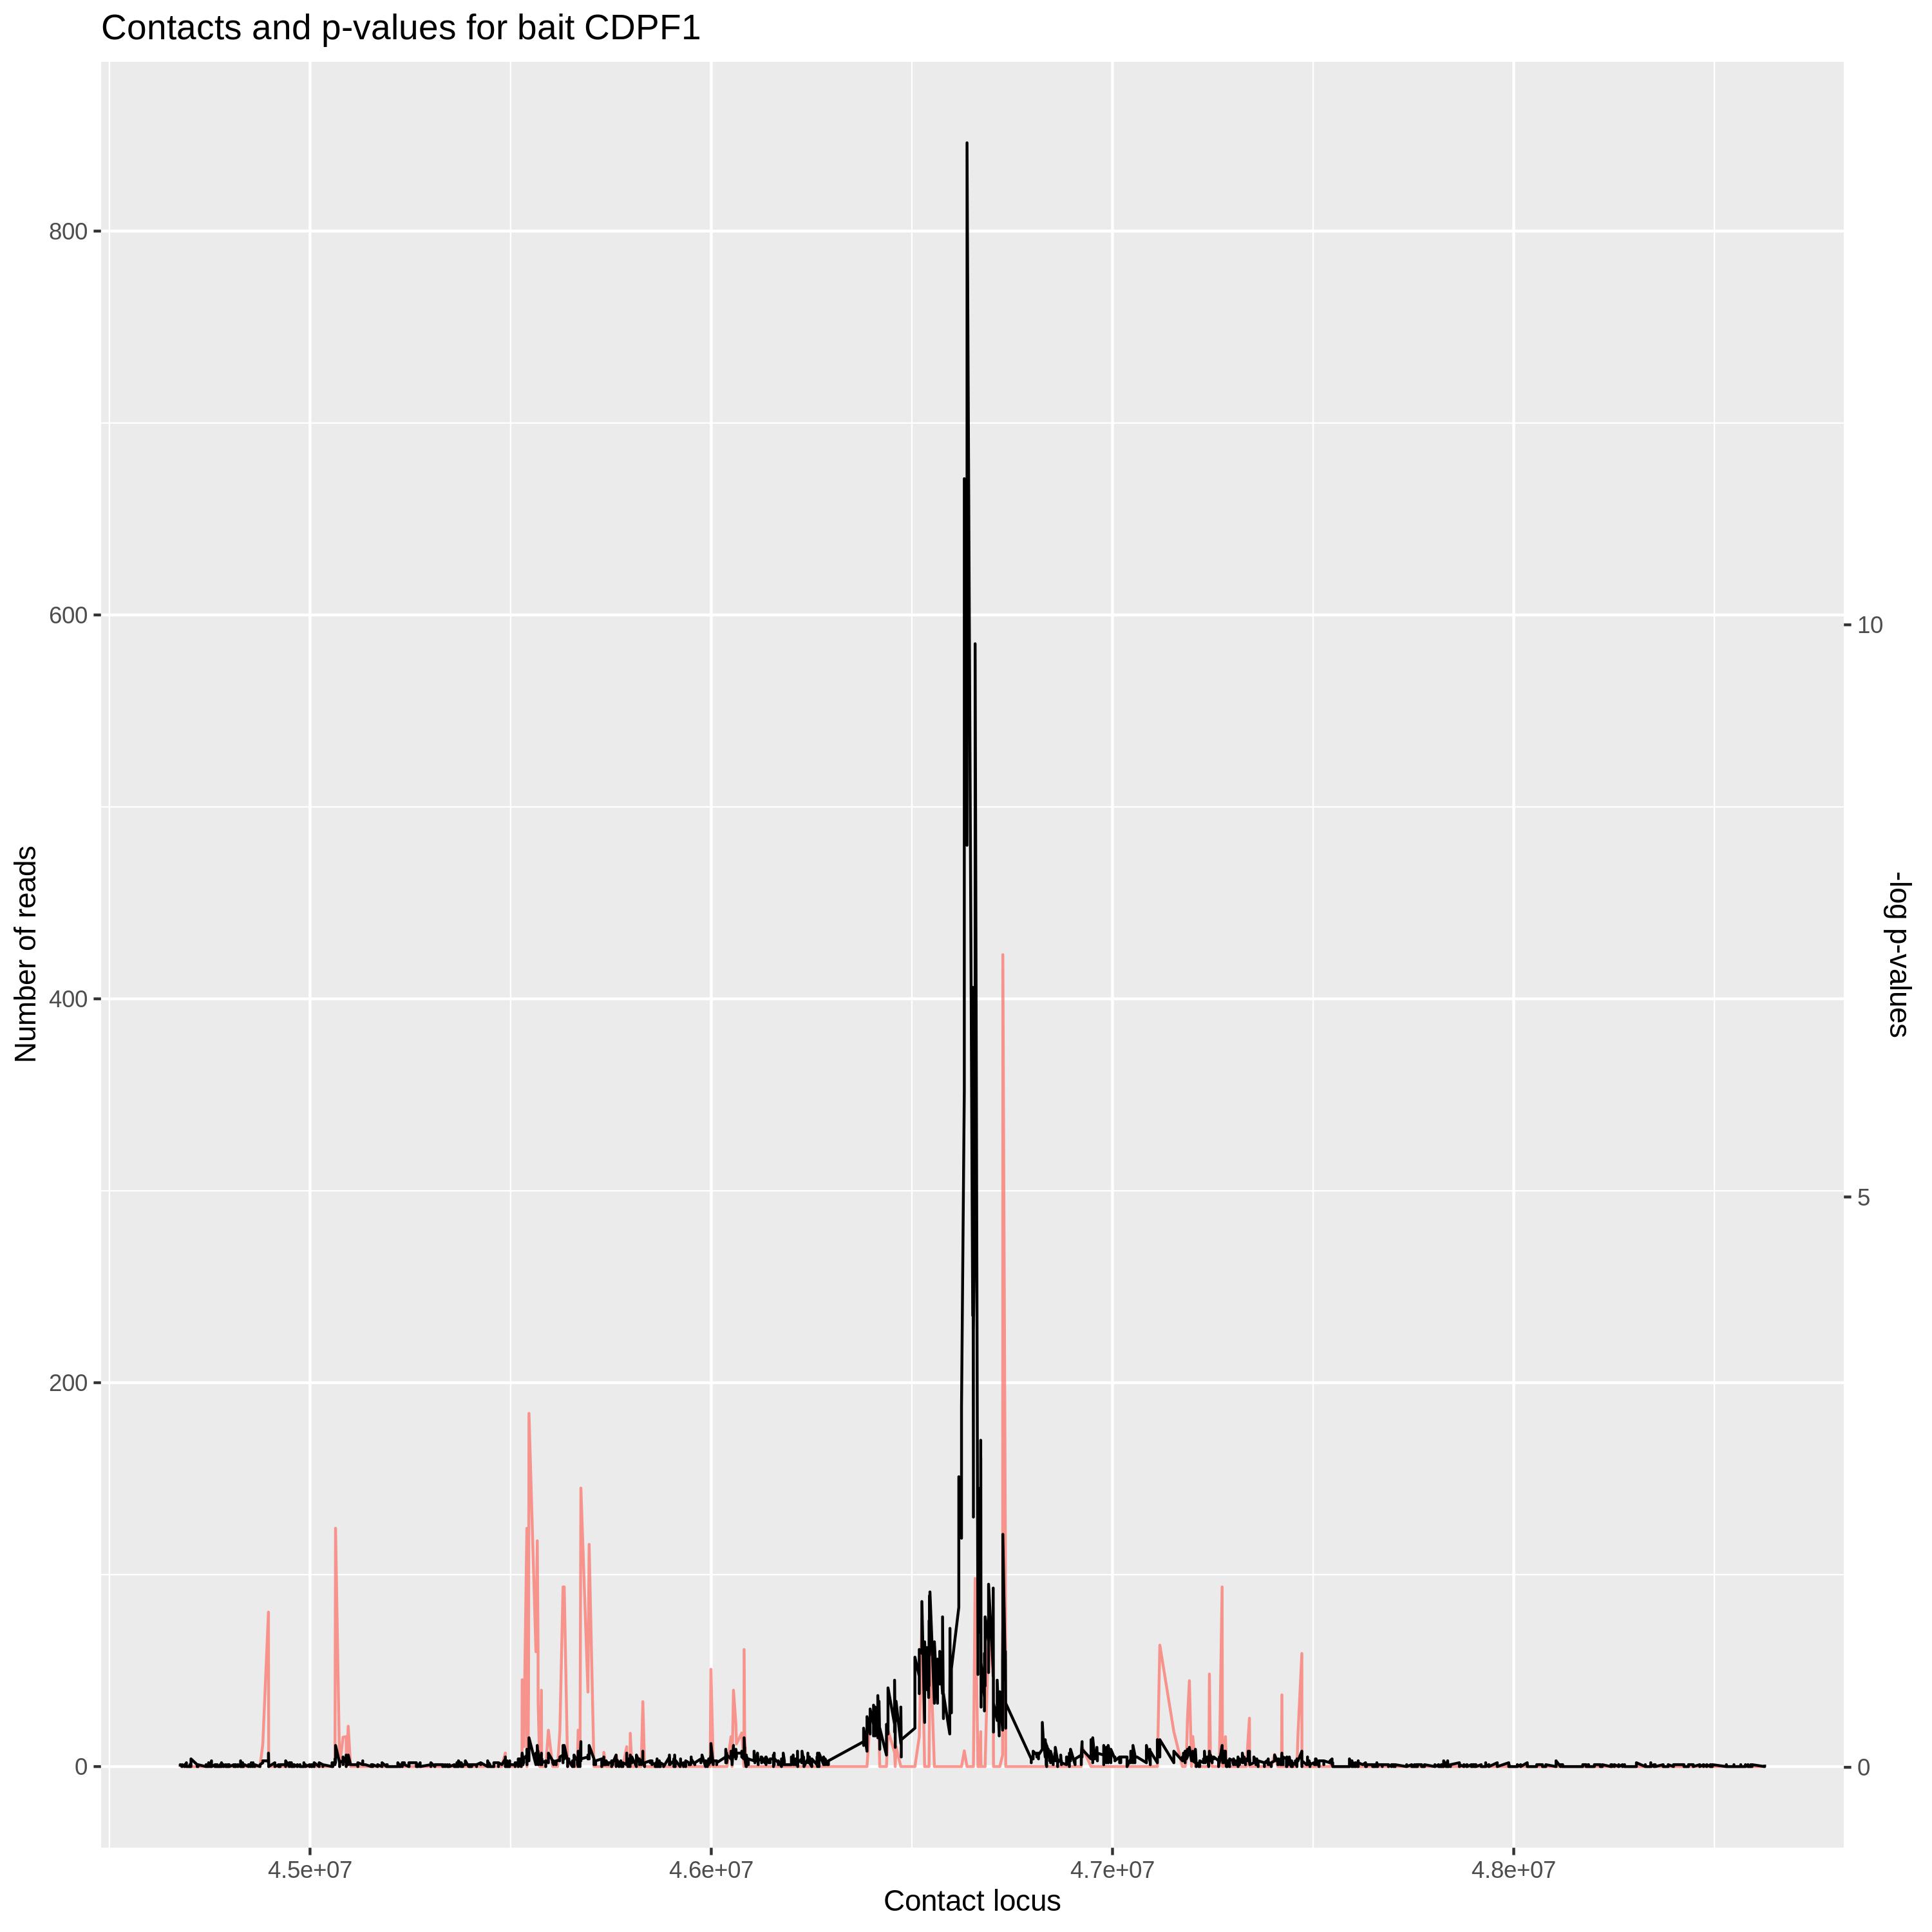 Contacts and p-values for bait CDPF1
Number of reads
800
600
400
200
0
10
5
0
-log p-values
4.5e+07
4.6e+07
4.7e+07
4.8e+07
Contact locus